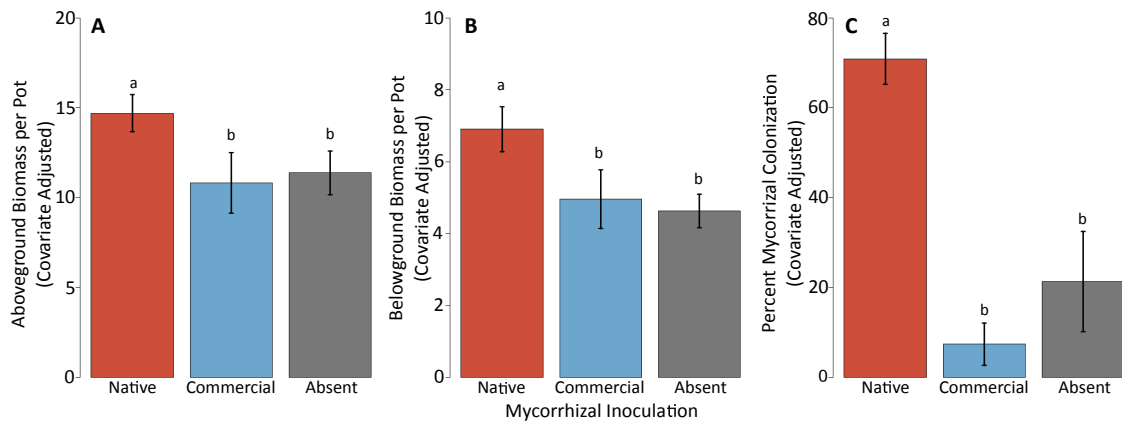 A
Aboveground Biomass per Pot
(Covariate Adjusted)
20
15
10
5
0
a
b
b
Native
Commercial
Absent
B
Belowground Biomass per Pot
(Covariate Adjusted)
10
8
6
4
2
0
a
b
b
Native
Commercial
Absent
Mycorrhizal Inoculation
C
Percent Mycorrizal Colonization
(Covariate Adjusted)
80
60
40
20
0
a
b
b
Native
Commercial
Absent